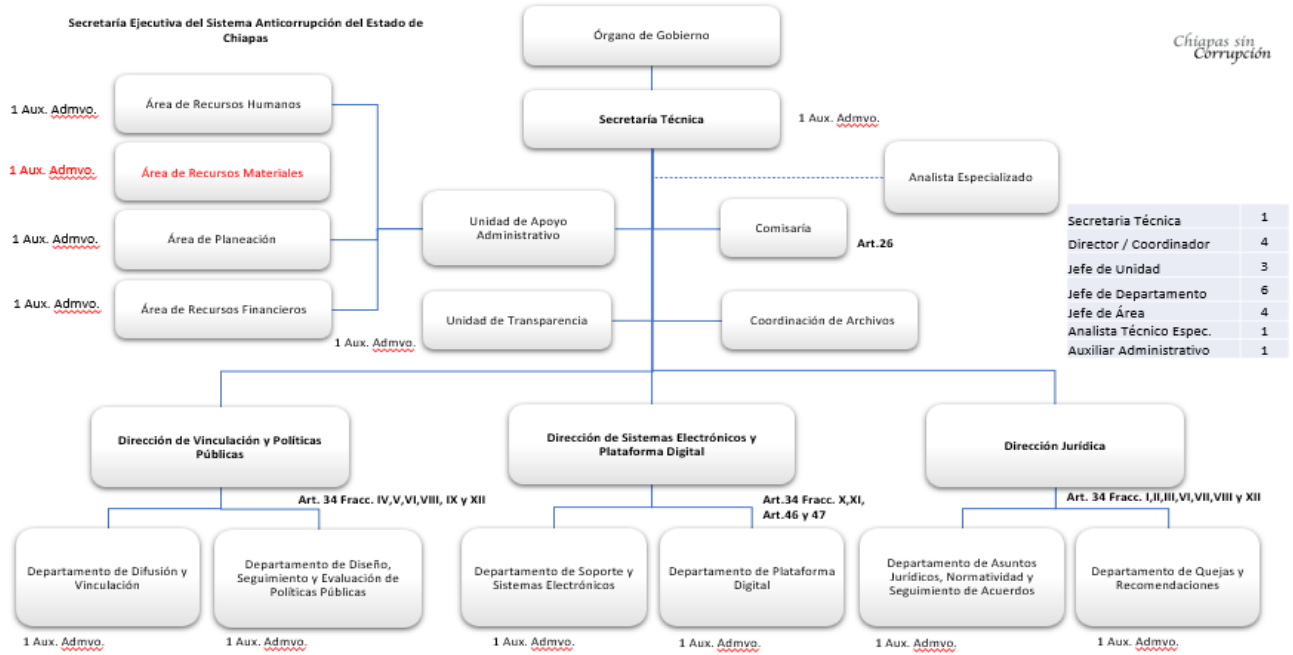 Secretaría Ejecutiva del Sistema Anticorrupción del Estado de
Chiapas
Órgano de Gobierno
Chiapas sin
Corrupción
1 Aux. Admvo.
Área de Recursos Humanos
Secretaría Técnica
1 Aux. Admvo.
1 Aux. Admvo.
Área de Recursos Materiales
Analista Especializado
1 Aux. Admvo.
Área de Planeación
Unidad de Apoyo
Administrativo
Comisaría
Art.26
1 Aux. Admvo.
Área de Recursos Financieros
1 Aux. Admvo.
Unidad de Transparencia
Coordinación de Archivos
Secretaria Técnica 1
Director / Coordinador 4
Jefe de Unidad 3
Jefe de Departamento 6
Jefe de Área 4
Analista Técnico Espec. 1
Auxiliar Administrativo 1
Dirección de Vinculación y Políticas
Públicas
Dirección de Sistemas Electrónicos y
Plataforma Digital
Dirección Jurídica
Art. 34 Fracc. IV,V,VI,VIII, IX y XII
Art.34 Fracc. X,XI,
Art.46 y 47
Art. 34 Fracc. I,II,III,VI,VII,VIII y XII
Departamento de Difusión y
Vinculación
Departamento de Diseño,
Seguimiento y Evaluación de
Políticas Públicas
Departamento de Soporte y
Sistemas Electrónicos
Departamento de Plataforma
Digital
Departamento de Asuntos
Jurídicos, Normatividad y
Seguimiento de Acuerdos
Departamento de Quejas y
Recomendaciones
1 Aux. Admvo.
1 Aux. Admvo.
1 Aux. Admvo.
1 Aux. Admvo.
1 Aux. Admvo.
1 Aux. Admvo.